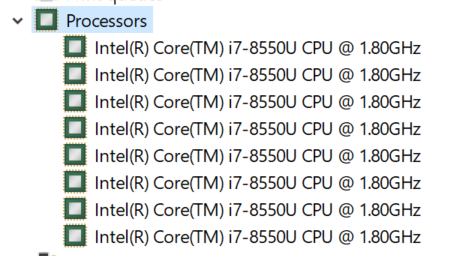 Processors
Intel(R) Core(TM) i7-8550U CPU @ 1.80GHz
Intel(R) Core(TM) i7-8550U CPU @ 1.80GHz
Intel(R) Core(TM) i7-8550U CPU @ 1.80GHz
Intel(R) Core(TM) i7-8550U CPU @ 1.80GHz
Intel(R) Core(TM) i7-8550U CPU @ 1.80GHz
Intel(R) Core(TM) i7-8550U CPU @ 1.80GHz
Intel(R) Core(TM) i7-8550U CPU @ 1.80GHz
Intel(R) Core(TM) i7-8550U CPU @ 1.80GHz